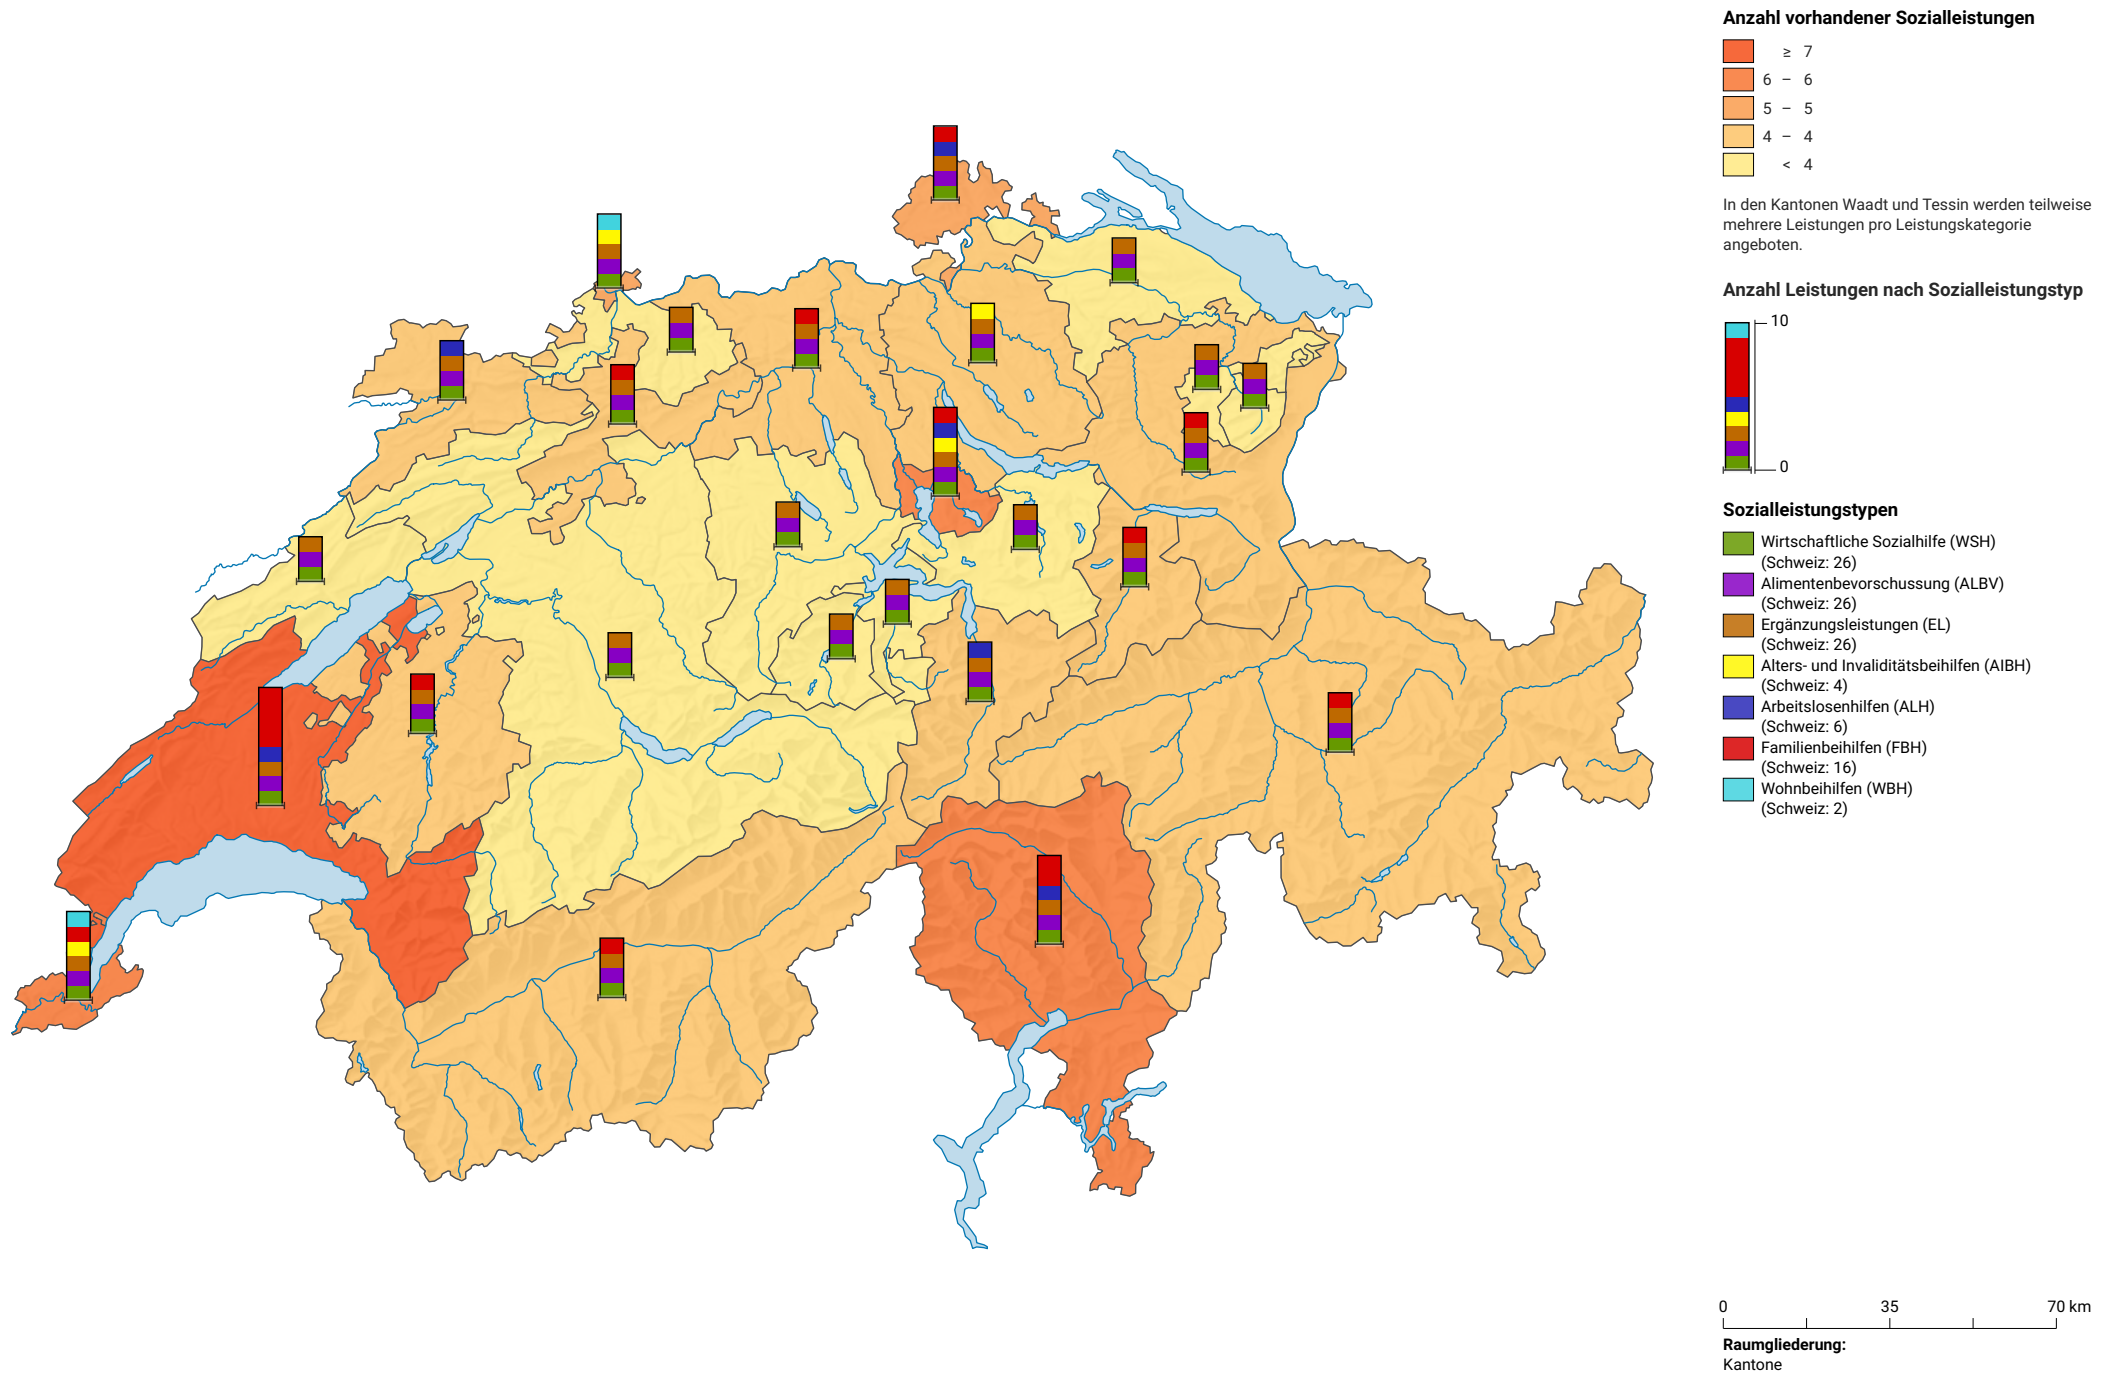 Anzahl vorhandener Sozialleistungen
≥ 7
6 – 6
5 – 5
4 – 4
< 4
In den Kantonen Waadt und Tessin werden teilweise
mehrere Leistungen pro Leistungskategorie
angeboten.
Anzahl Leistungen nach Sozialleistungstyp
10
0
Sozialleistungstypen
Wirtschaftliche Sozialhilfe (WSH)
(Schweiz: 26)
Alimentenbevorschussung (ALBV)
(Schweiz: 26)
Ergänzungsleistungen (EL)
(Schweiz: 26)
Alters- und Invaliditätsbeihilfen (AIBH)
(Schweiz: 4)
Arbeitslosenhilfen (ALH)
(Schweiz: 6)
Familienbeihilfen (FBH)
(Schweiz: 16)
Wohnbeihilfen (WBH)
(Schweiz: 2)
0 35 70 km
Raumgliederung:
Kantone